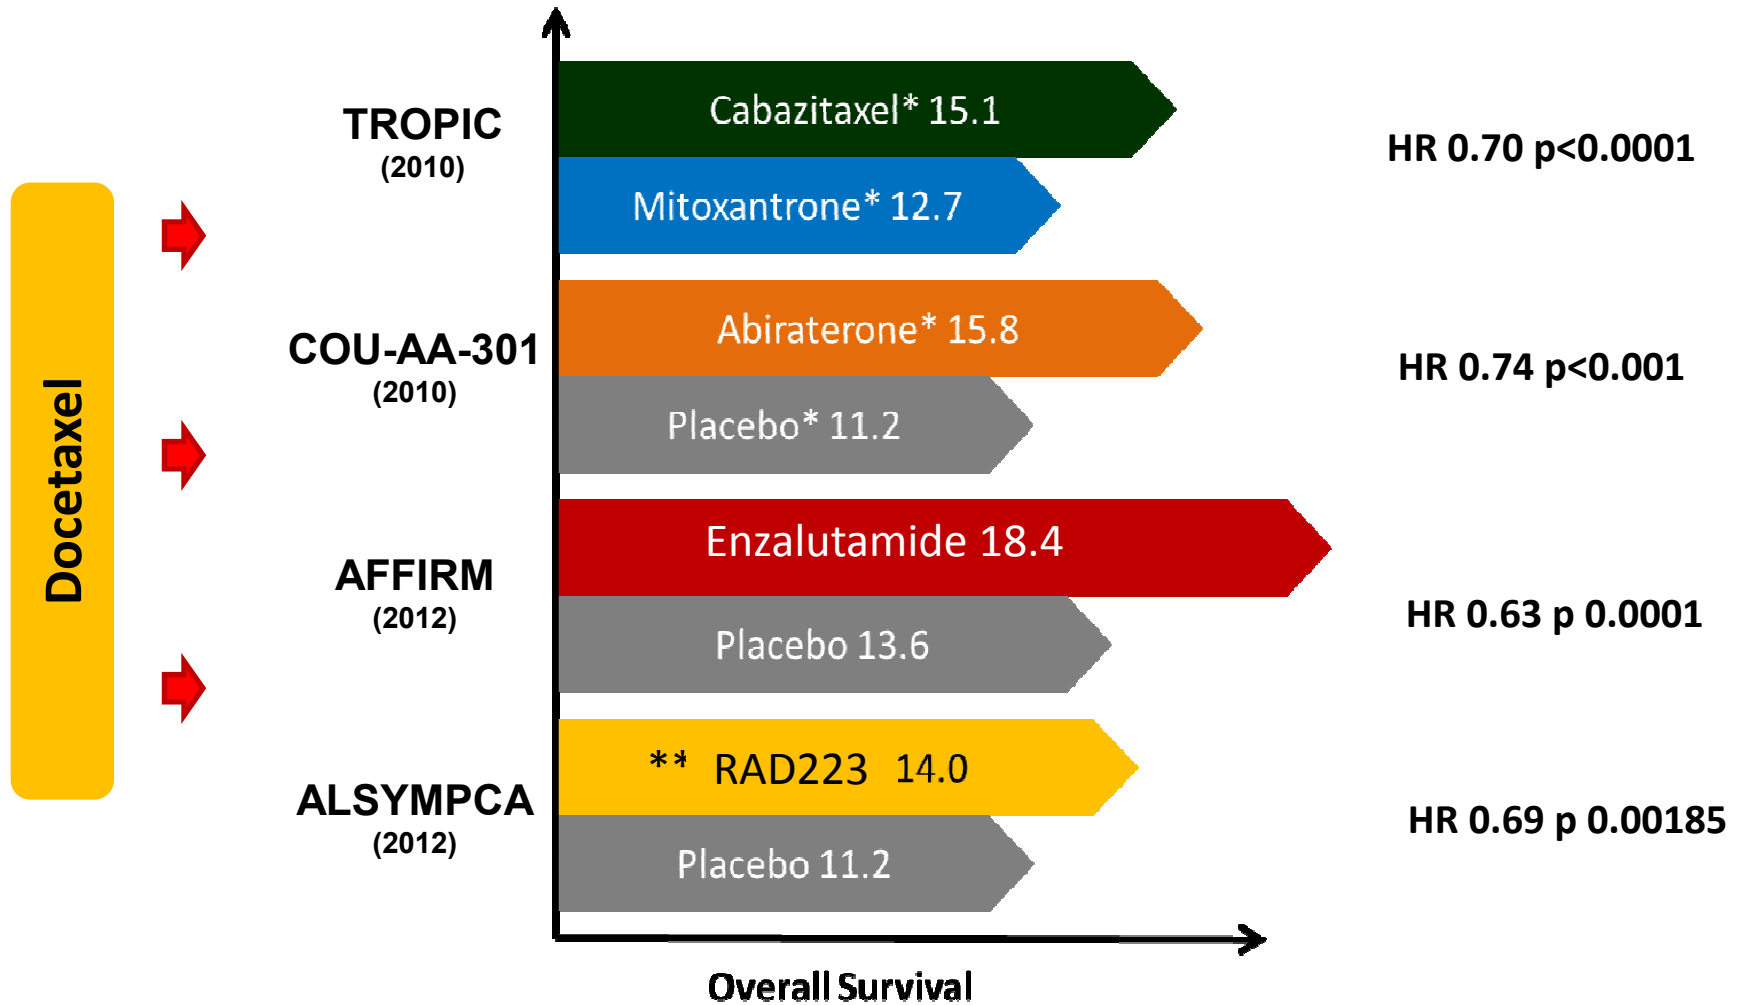 Docetaxel
TROPIC
(2010)
Cabazitaxel* 15.1
Mitoxantrone* 12.7
HR 0.70 p<0.0001
COU-AA-301
(2010)
Abiraterone* 15.8
Placebo* 11.2
HR 0.74 p<0.001
AFFIRM
(2012)
Enzalutamide 18.4
Placebo 13.6
HR 0.63 p 0.0001
ALSYMPCA
(2012)
** RAD223 14.0
Placebo 11.2
HR 0.69 p 0.00185
Overall Survival